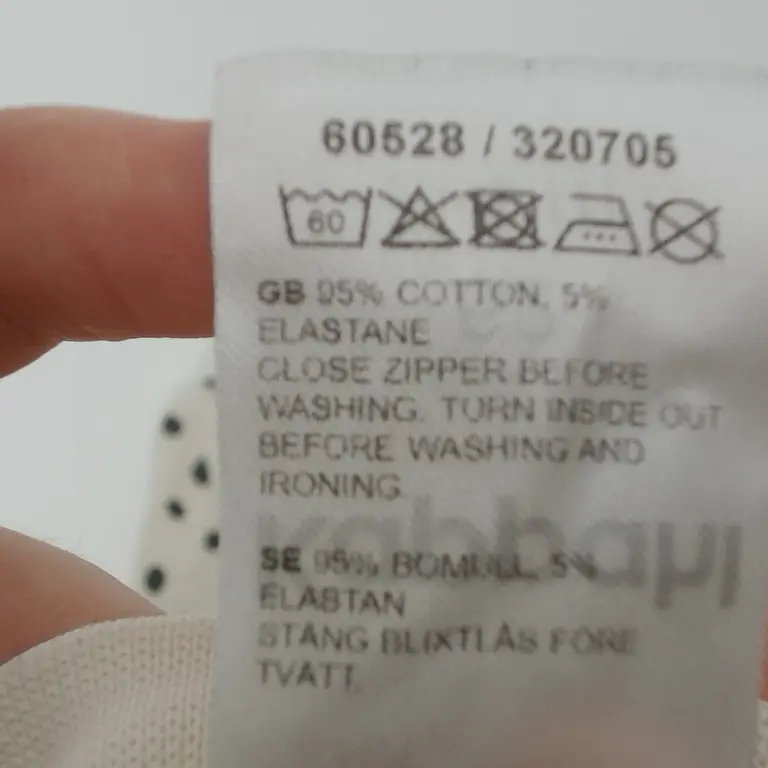 60528 / 320705
60
GB 95% COTTON, 5%
ELASTANE
CLOSE ZIPPER BEFORE
WASHING. TURN INSIDE OUT
BEFORE WASHING AND
IRONING.
SE 95% BOMULL, 5%
ELASTAN
STÄNG BLIXTLÅS FÖRE
TVÄTT.